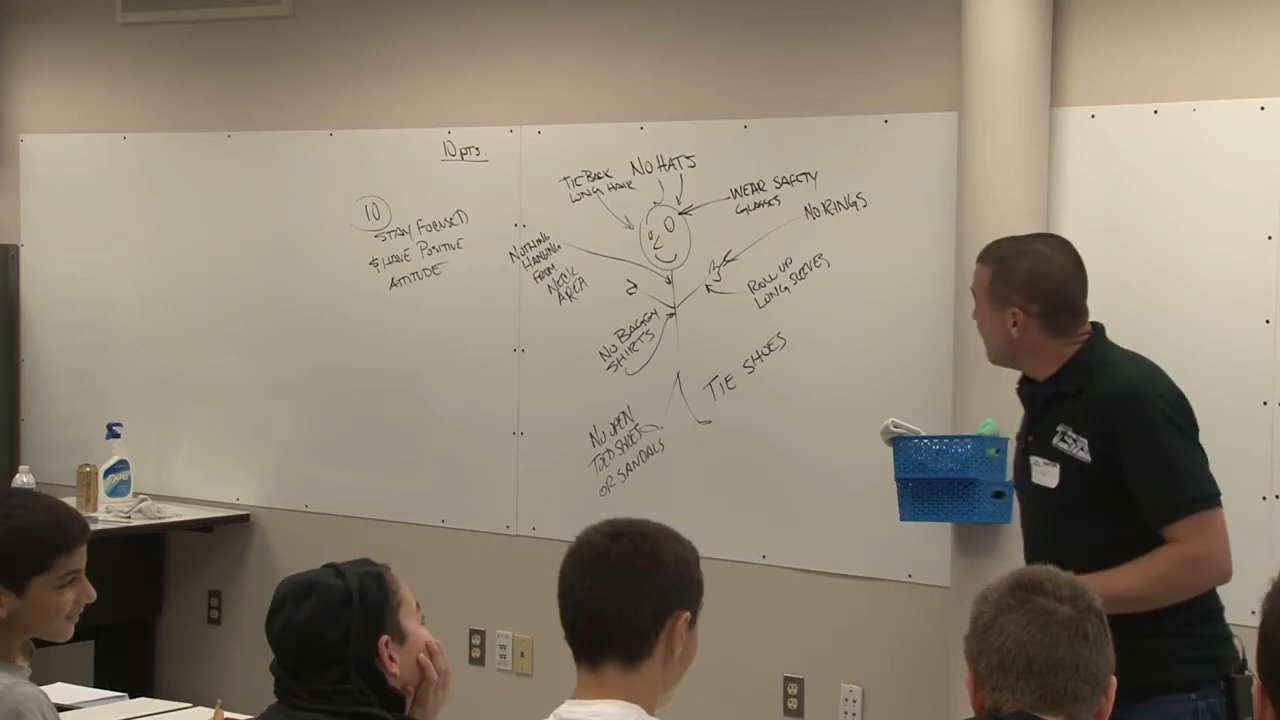 10 PTS.
10
STAY FOCUSED
& HAVE POSITIVE
ATITUDE
TIE BACK
LONG HAIR
NO HATS
WEAR SAFETY
GLASSES
NO RINGS
NOTHING
HANGING
FROM
NECK
AREA
ROLL UP
LONG SLEEVES
NO BAGGY
SHIRTS
TIE SHOES
NO OPEN
TOED SHOES
OR SANDALS
TSA